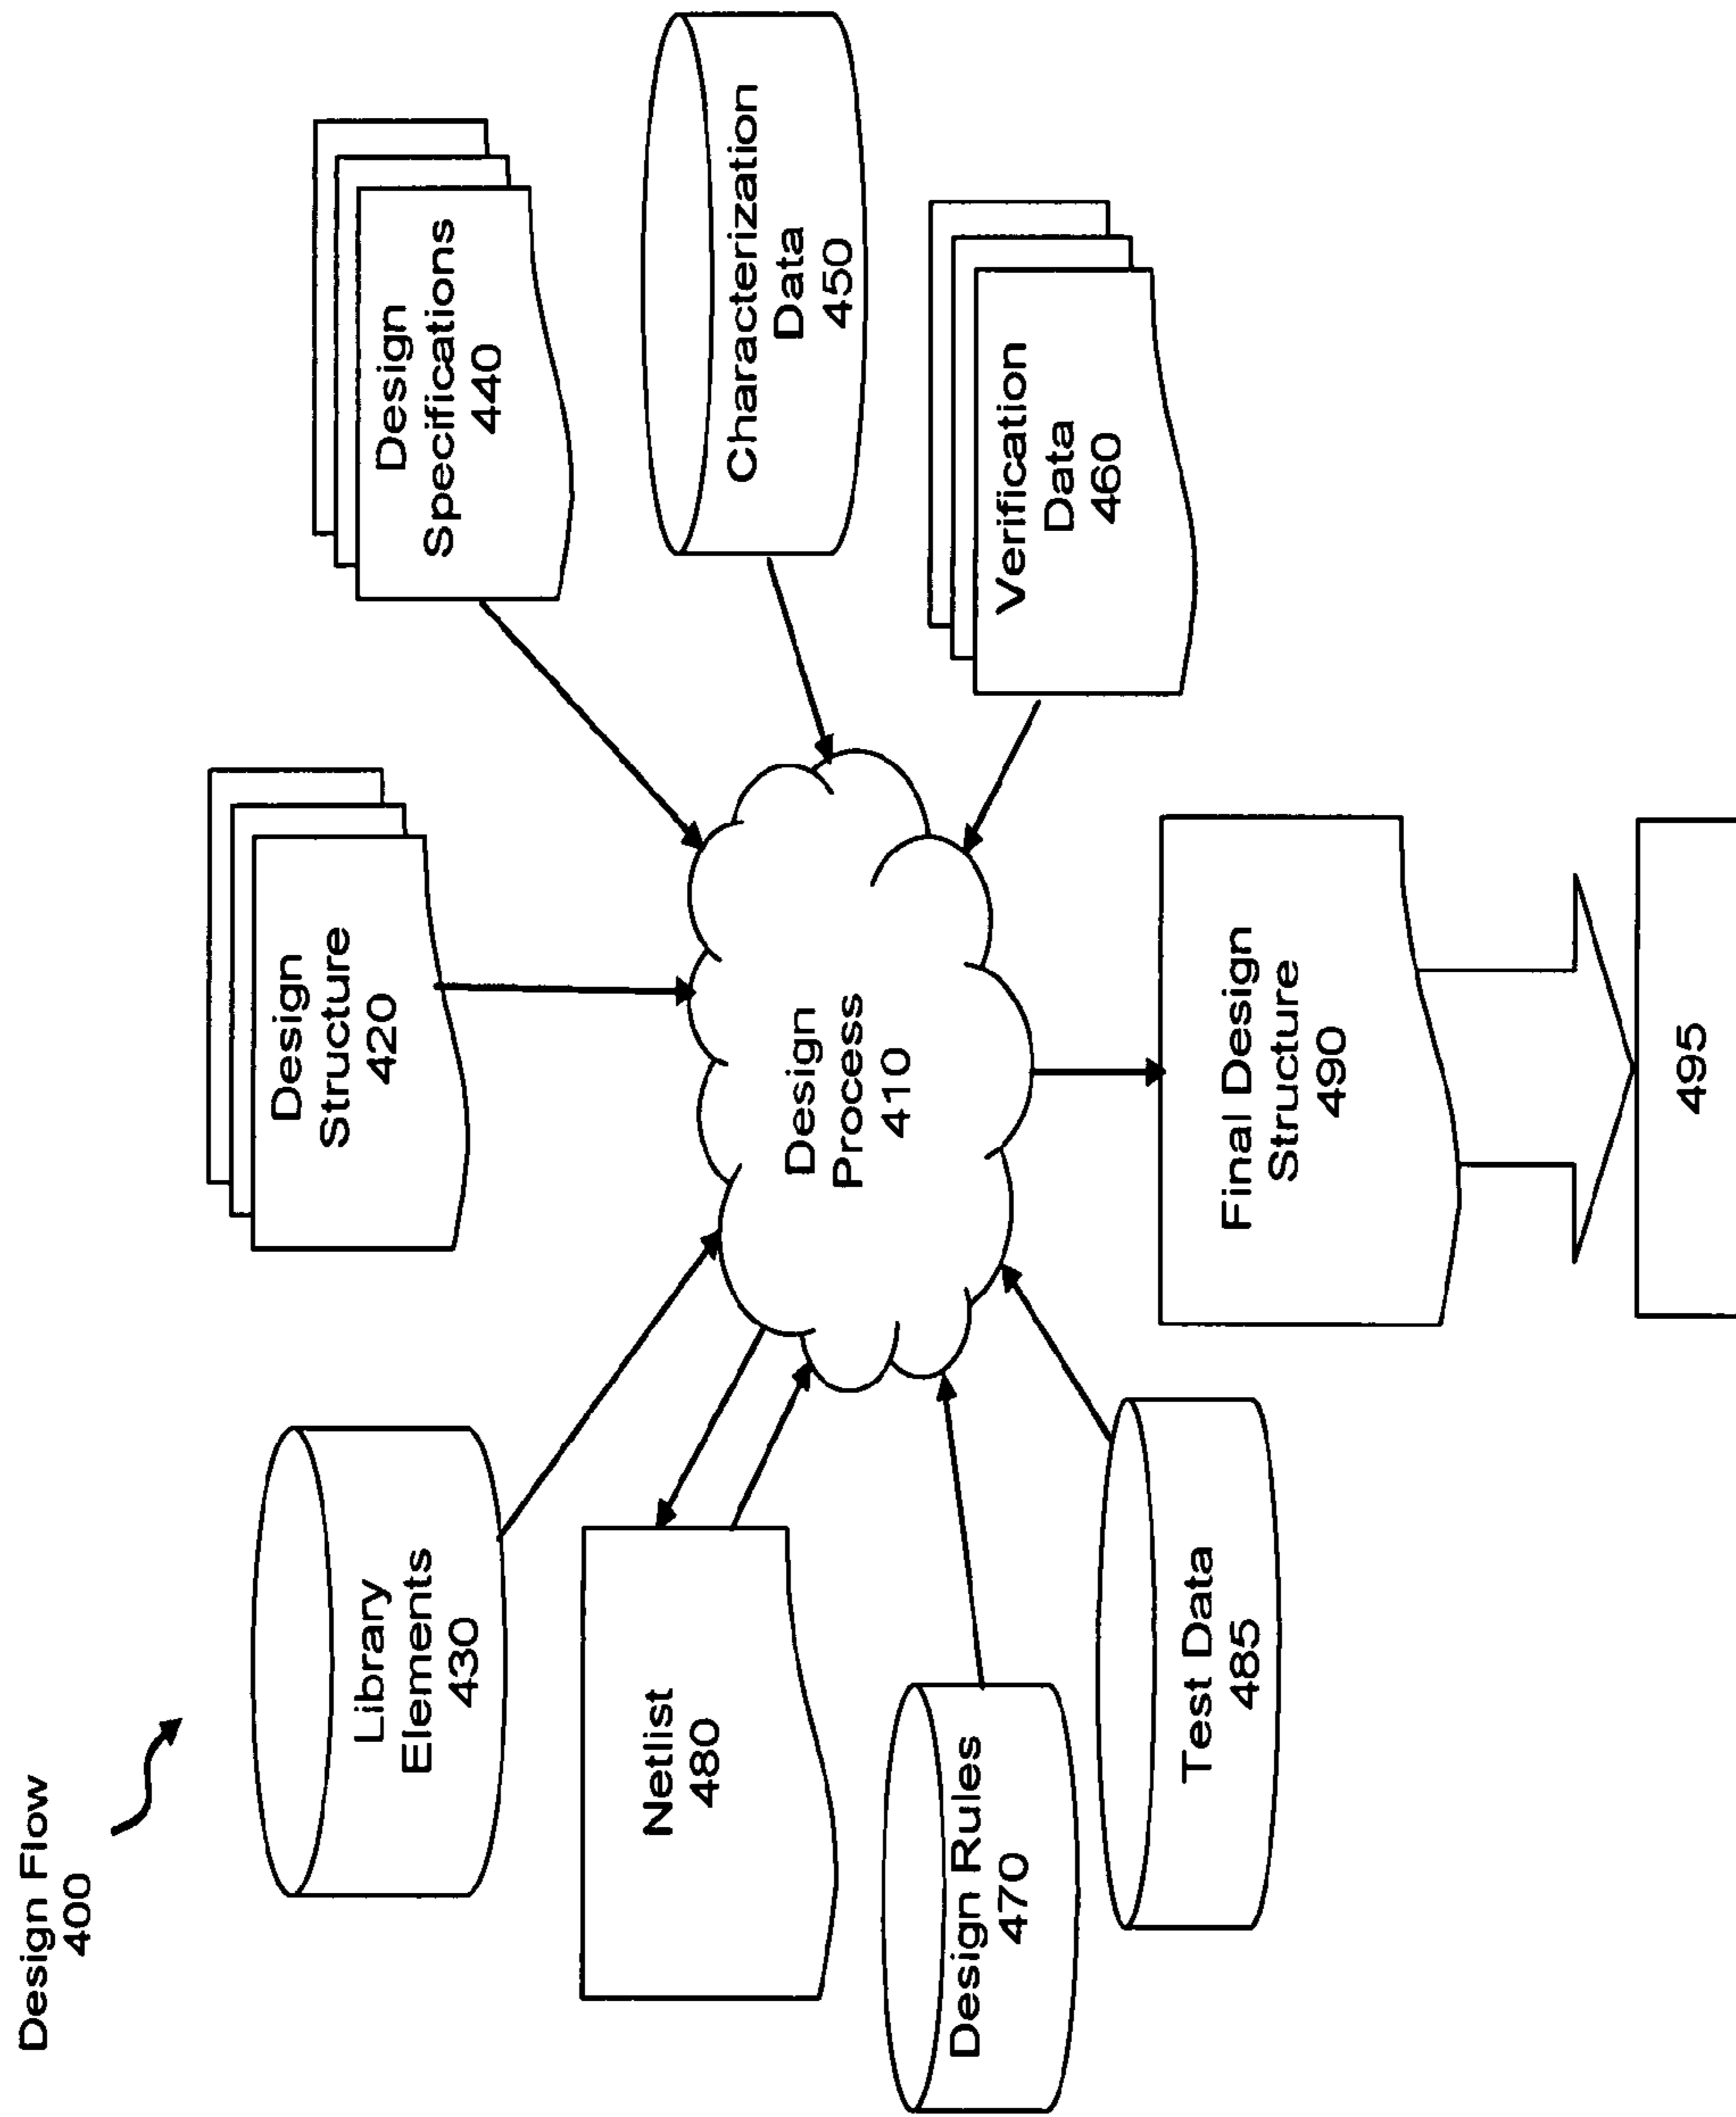 Design Flow
400
Design
Structure
420
Library
Elements
430
Design
Specifications
440
Netlist
480
Design
Process
410
Characterization
Data
450
Design Rules
470
Verification
Data
460
Test Data
485
Final Design
Structure
490
495